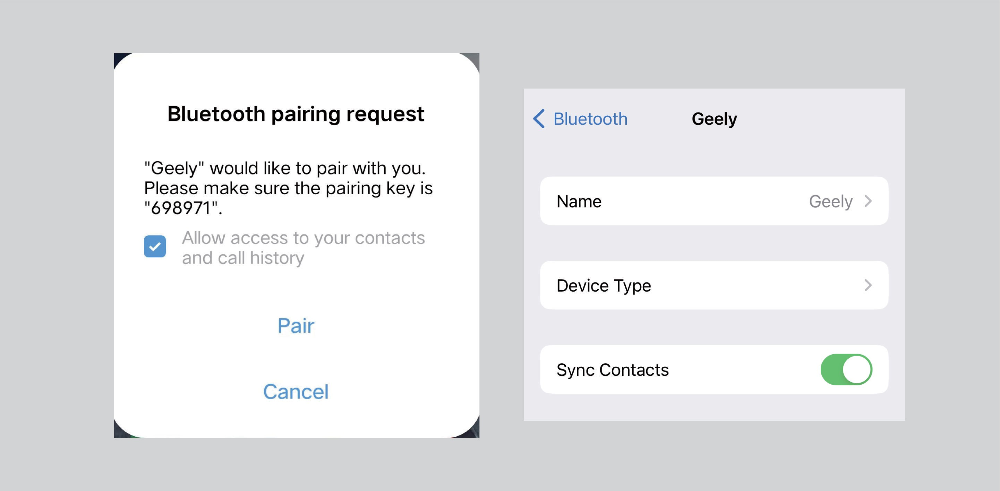 Bluetooth pairing request
"Geely" would like to pair with you.
Please make sure the pairing key is
"698971".
Allow access to your contacts
and call history
Pair
Cancel
Bluetooth
Geely
Name
Geely
Device Type
Sync Contacts